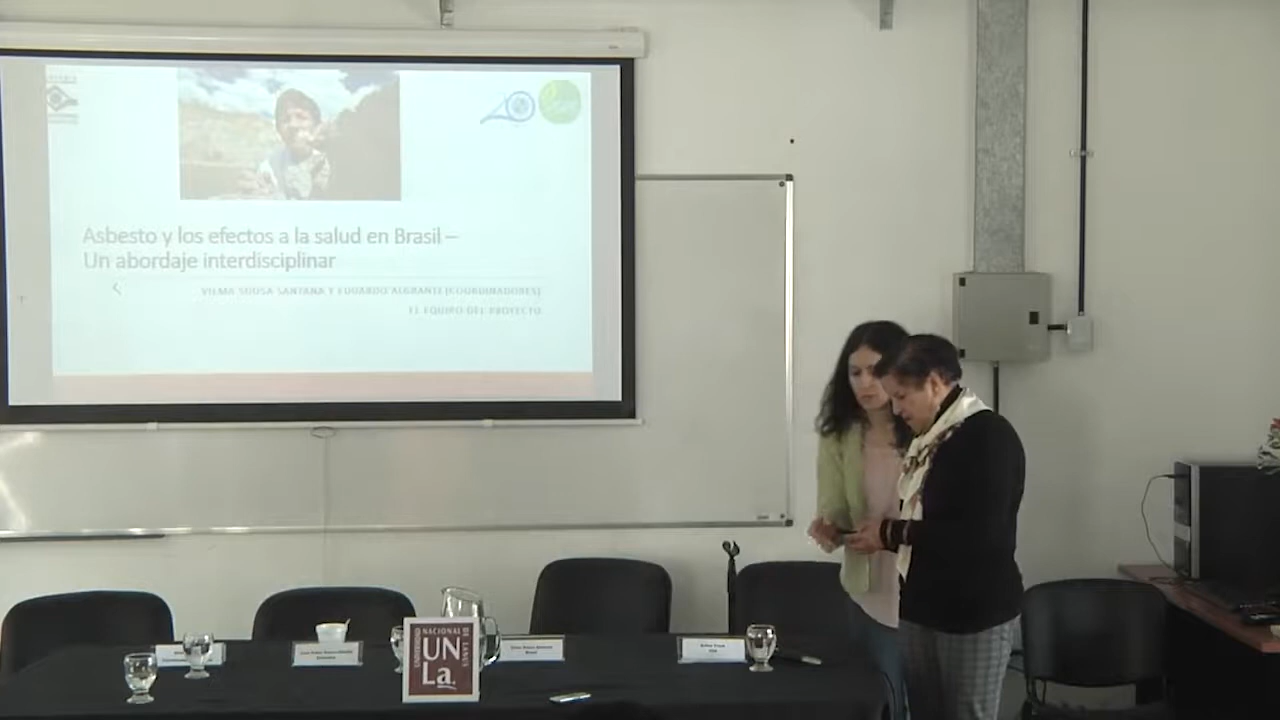 Asbesto y los efectos a la salud en Brasil –
Un abordaje interdisciplinar
VILMA SOUSA SANTANA Y EDUARDO ALGRANTI (COORDINADORES)
EL EQUIPO DEL PROYECTO
UNIVERSIDAD NACIONAL DE LANUS
UN
La.